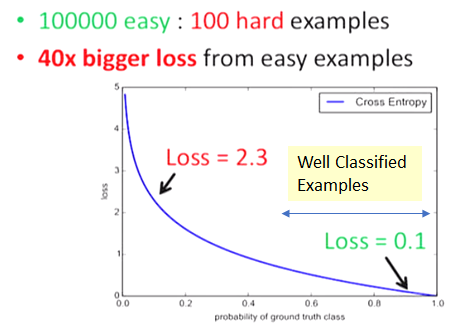 • 100000 easy : 100 hard examples
• 40x bigger loss from easy examples
5
Cross Entropy
4
Loss = 2.3
Well Classified
Examples
3
loss
2
Loss = 0.1
1
0
0.0 0.2 0.4 0.6 0.8 1.0
probability of ground truth class